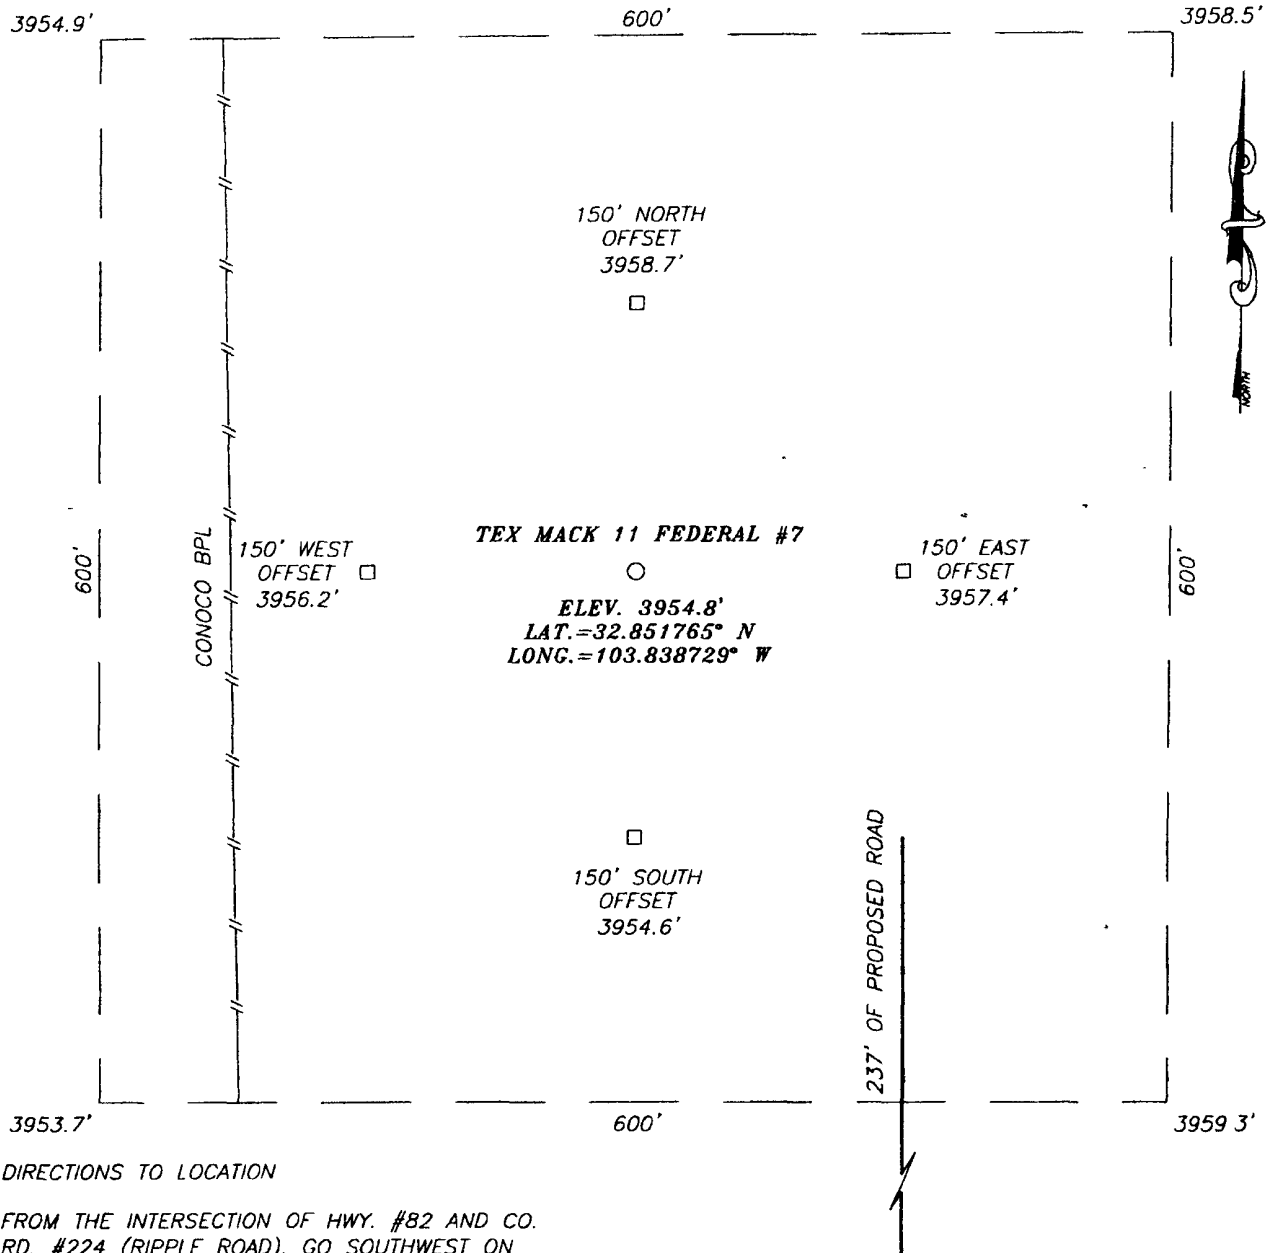 3954.9'
600'
3958.5'
150' NORTH
OFFSET
3958.7'
NORTH
600'
CONOCO BPL
150' WEST
OFFSET
3956.2'
TEX MACK 11 FEDERAL #7
ELEV. 3954.8'
LAT.=32.851765° N
LONG.=103.838729° W
150' EAST
OFFSET
3957.4'
600'
150' SOUTH
OFFSET
3954.6'
237' OF PROPOSED ROAD
3953.7'
600'
3959 3'
DIRECTIONS TO LOCATION
FROM THE INTERSECTION OF HWY. #82 AND CO.
RD #224 (RIPPLE ROAD), GO SOUTHWEST ON